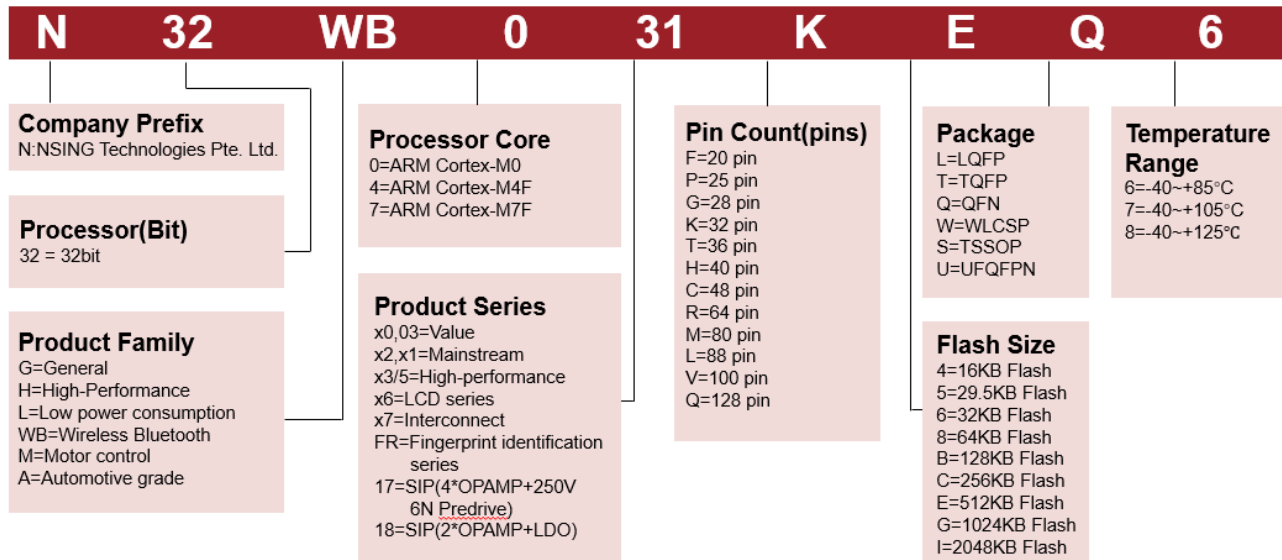 N 32 WB 0 31 K E Q 6
Company Prefix
N:NSING Technologies Pte. Ltd.
Processor(Bit)
32 = 32bit
Product Family
G=General
H=High-Performance
L=Low power consumption
WB=Wireless Bluetooth
M=Motor control
A=Automotive grade
Processor Core
0=ARM Cortex-M0
4=ARM Cortex-M4F
7=ARM Cortex-M7F
Product Series
x0,03=Value
x2,x1=Mainstream
x3/5=High-performance
x6=LCD series
x7=Interconnect
FR=Fingerprint identification
series
17=SIP(4*OPAMP+250V
6N Predrive)
18=SIP(2*OPAMP+LDO)
Pin Count(pins)
F=20 pin
P=25 pin
G=28 pin
K=32 pin
T=36 pin
H=40 pin
C=48 pin
R=64 pin
M=80 pin
L=88 pin
V=100 pin
Q=128 pin
Package
L=LQFP
T=TQFP
Q=QFN
W=WLCSP
S=TSSOP
U=UFQFPN
Flash Size
4=16KB Flash
5=29.5KB Flash
6=32KB Flash
8=64KB Flash
B=128KB Flash
C=256KB Flash
E=512KB Flash
G=1024KB Flash
I=2048KB Flash
Temperature
Range
6=-40~+85°C
7=-40~+105°C
8=-40~+125℃